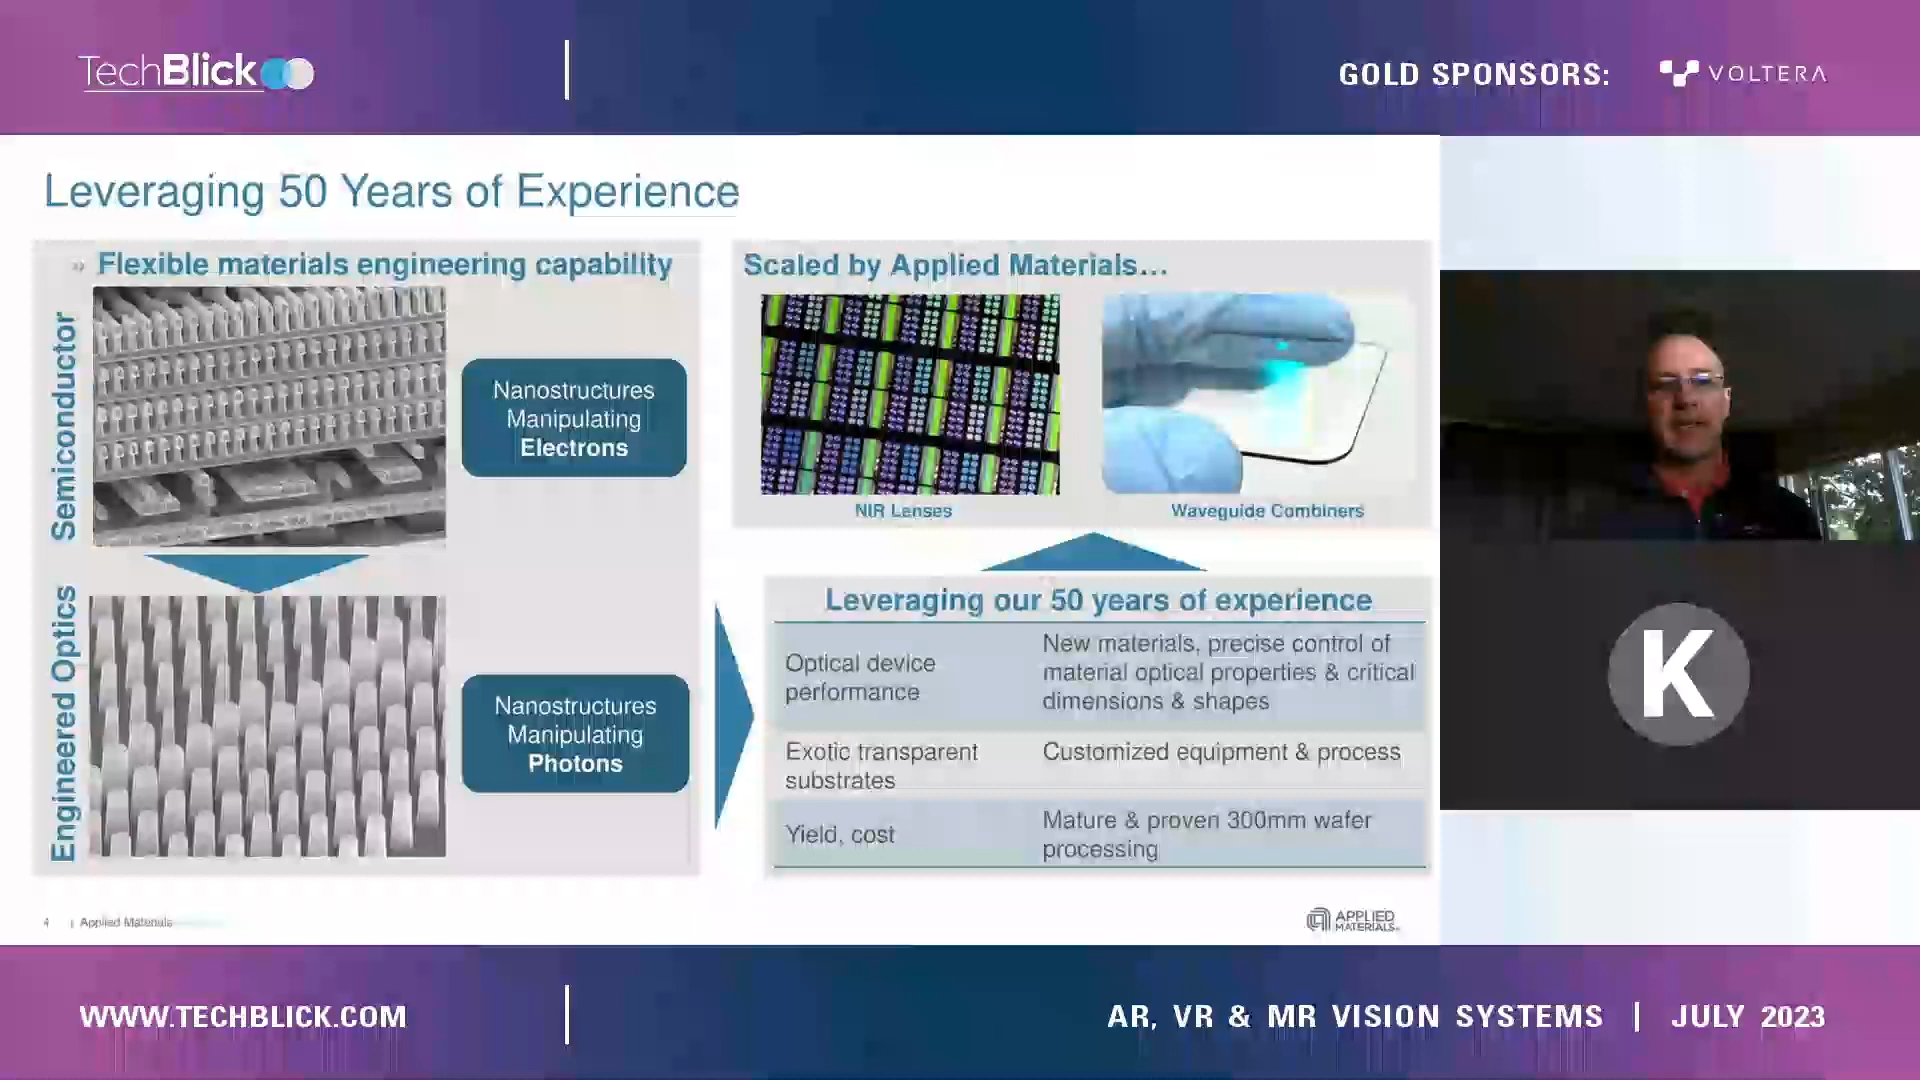 TechBlick
GOLD SPONSORS:
VOLTERA
Leveraging 50 Years of Experience
» Flexible materials engineering capability
Semiconductor
Nanostructures
Manipulating
Electrons
Engineered Optics
Nanostructures
Manipulating
Photons
Scaled by Applied Materials...
NIR Lenses
Waveguide Combiners
Leveraging our 50 years of experience
Optical device
performance
New materials, precise control of
material optical properties & critical
dimensions & shapes
Exotic transparent
substrates
Customized equipment & process
Yield, cost
Mature & proven 300mm wafer
processing
K
4 | Applied Materials
APPLIED
MATERIALS
WWW.TECHBLICK.COM
AR, VR & MR VISION SYSTEMS | JULY 2023